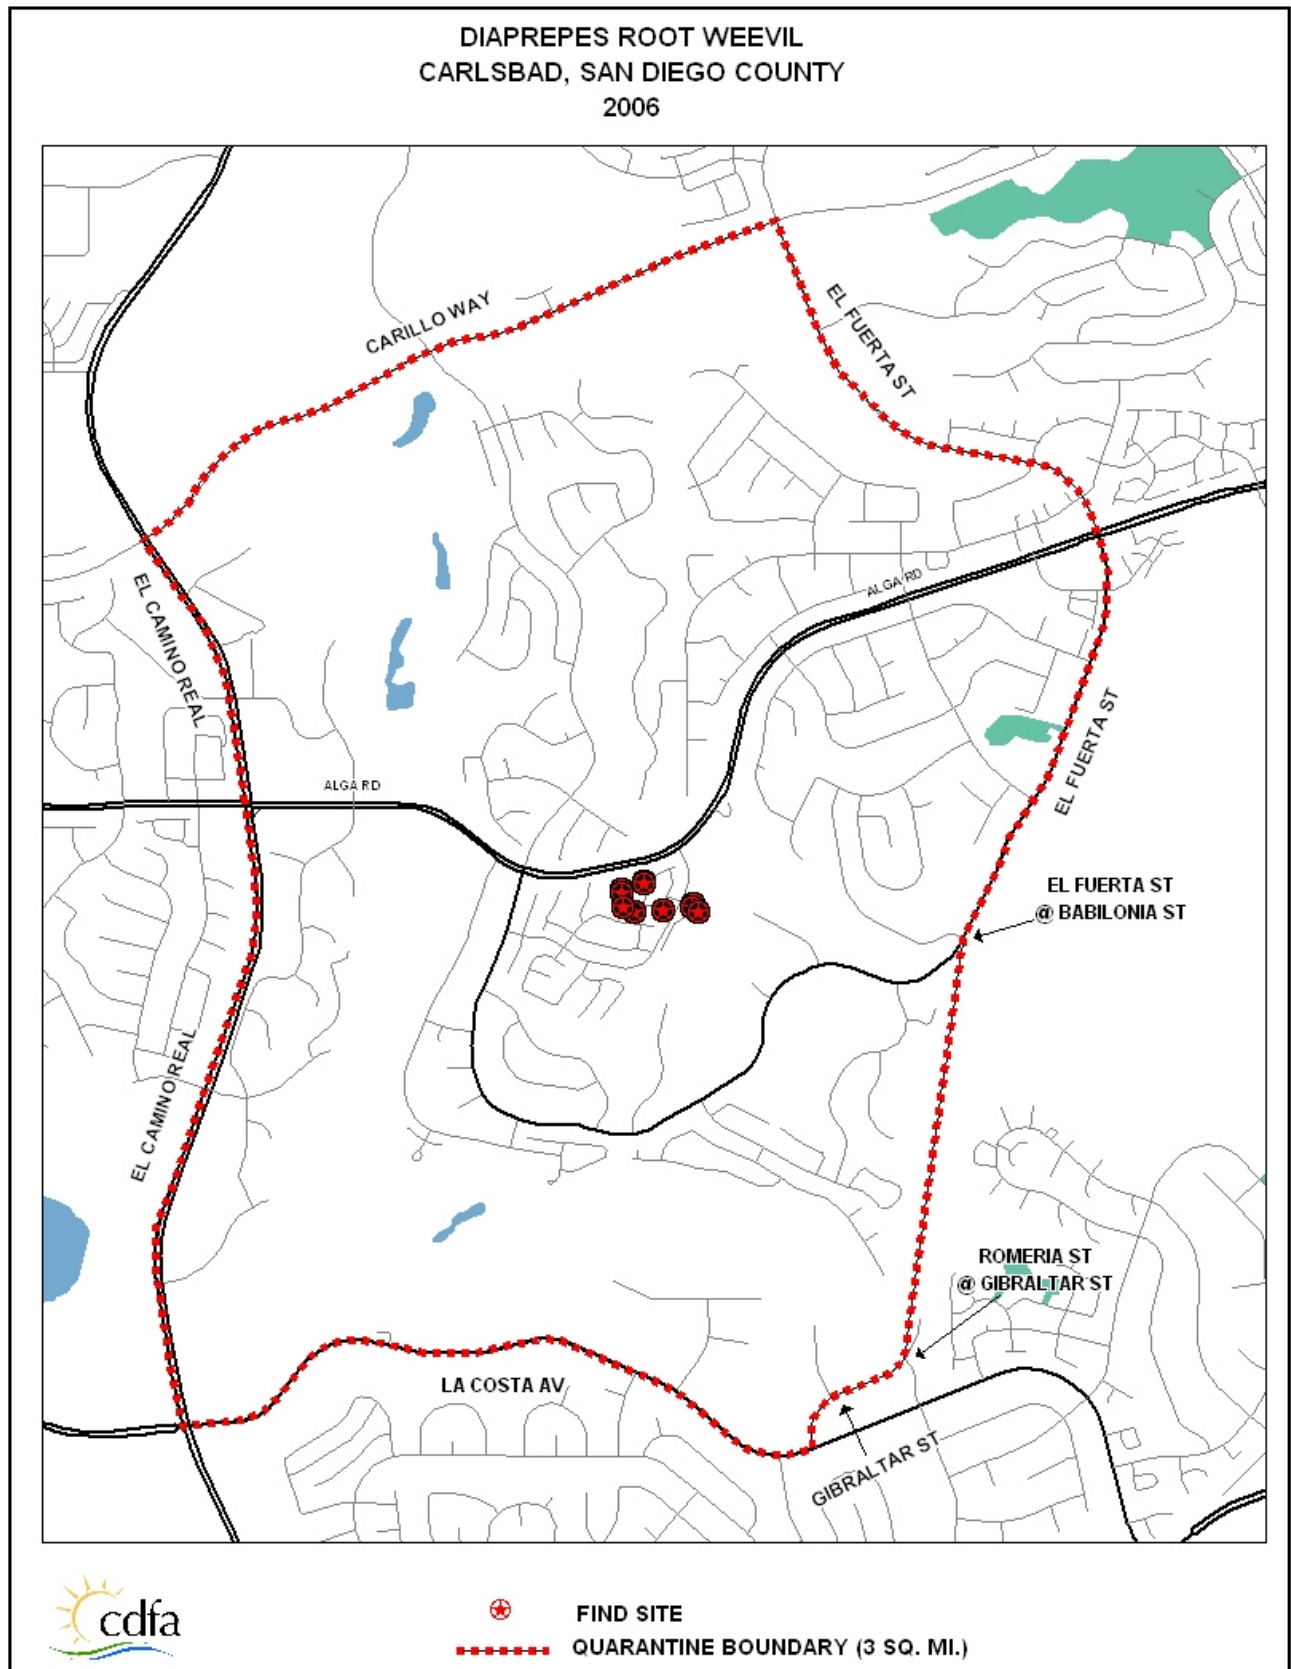 DIAPREPES ROOT WEEVIL
CARLSBAD, SAN DIEGO COUNTY
2006
CARILLO WAY
EL FUERTA ST
ALGA RD
EL CAMINO REAL
EL FUERTA ST
ALGA RD
EL FUERTA ST
@ BABILONIA ST
EL CAMINO REAL
ROMERIA ST
@ GIBRALTAR ST
LA COSTA AV
GIBRALTAR ST
cdfa
FIND SITE
QUARANTINE BOUNDARY (3 SQ. MI.)